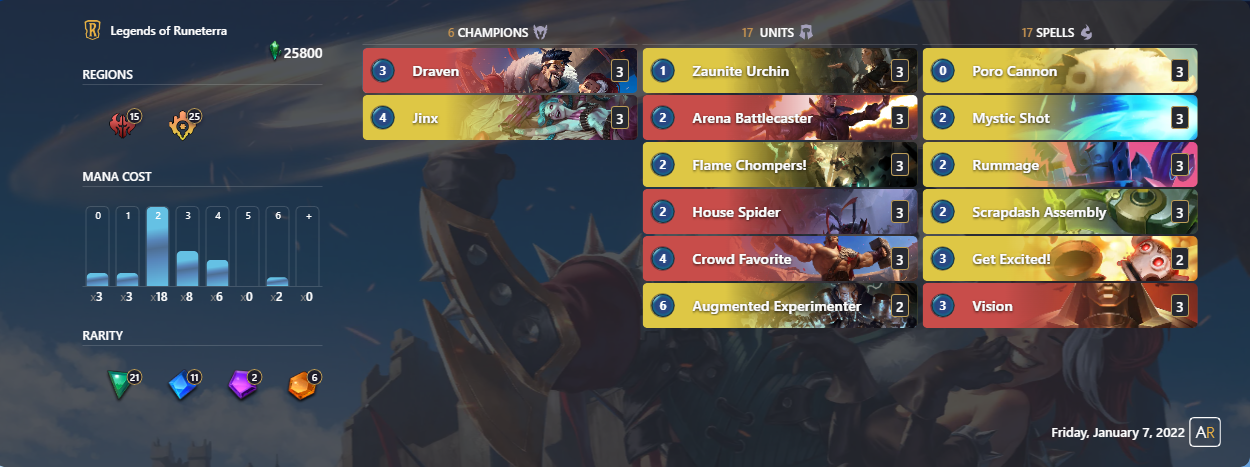 Legends of Runeterra
25800
REGIONS
15 25
MANA COST
0 1 2 3 4 5 6 +
x3 x3 x18 x8 x6 x0 x2 x0
RARITY
21 11 2 6
6 CHAMPIONS
3 Draven 3
4 Jinx 3
17 UNITS
1 Zaunite Urchin 3
2 Arena Battlecaster 3
2 Flame Chompers! 3
2 House Spider 3
4 Crowd Favorite 3
6 Augmented Experimenter 2
17 SPELLS
0 Poro Cannon 3
2 Mystic Shot 3
2 Rummage 3
2 Scrapdash Assembly 3
3 Get Excited! 2
3 Vision 3
Friday, January 7, 2022 AR